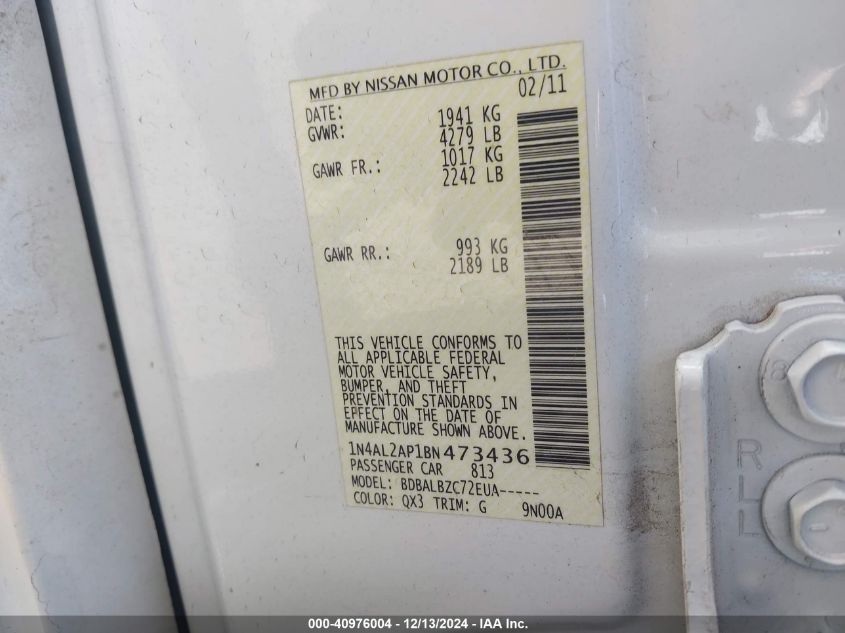 MFD BY NISSAN MOTOR CO., LTD.
DATE: 02/11
GVWR: 1941 KG
4279 LB
GAWR FR.: 1017 KG
2242 LB
GAWR RR.: 993 KG
2189 LB
THIS VEHICLE CONFORMS TO
ALL APPLICABLE FEDERAL
MOTOR VEHICLE SAFETY,
BUMPER, AND THEFT
PREVENTION STANDARDS IN
EFFECT ON THE DATE OF
MANUFACTURE SHOWN ABOVE.
1N4AL2AP1BN473436
PASSENGER CAR 813
MODEL: BDBALBZC72EUA-----
COLOR: QX3 TRIM: G 9N00A
8
R
L
L
000-40976004 - 12/13/2024 - IAA Inc.